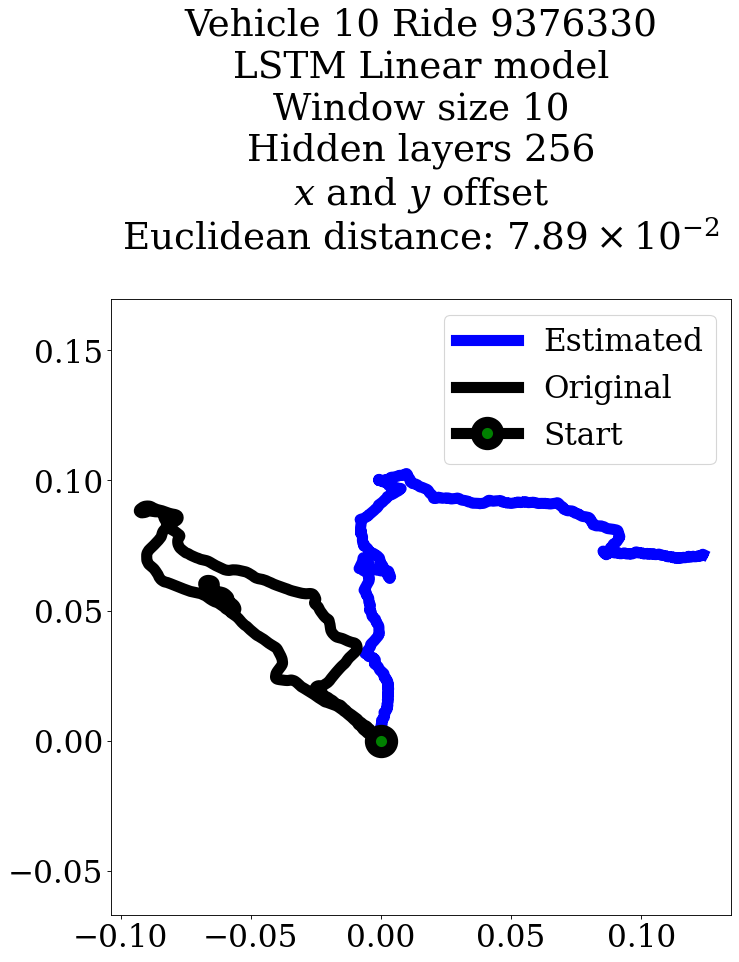 Vehicle 10 Ride 9376330
LSTM Linear model
Window size 10
Hidden layers 256
x and y offset
Euclidean distance: 7.89 × 10⁻²
Estimated
Original
Start
0.15
0.10
0.05
0.00
−0.05
−0.10 −0.05 0.00 0.05 0.10